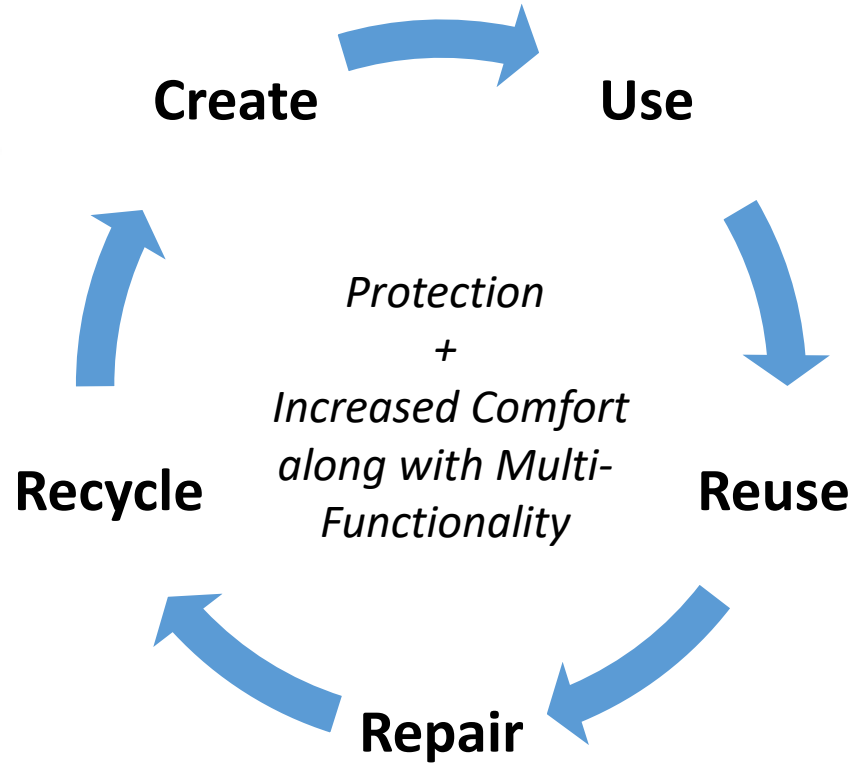 Create
Use
Protection
+
Increased Comfort
along with Multi-
Functionality
Recycle
Reuse
Repair